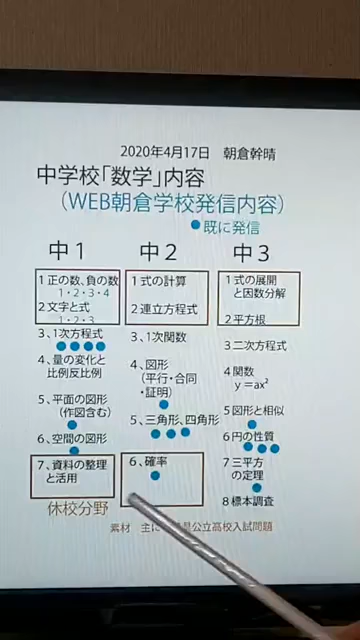 2020年4月17日　朝倉幹晴
中学校「数学」内容
（WEB朝倉学校発信内容）
●既に発信
中1
1 正の数、負の数
1・2・3・4
2 文字と式
1・2・3
3、1次方程式
4、量の変化と
比例反比例
5、平面の図形
（作図含む）
6、空間の図形
7、資料の整理
と活用
休校分野
中2
1 式の計算
2 連立方程式
3、1次関数
4、図形
（平行・合同
・証明）
5、三角形、四角形
6、確率
中3
1 式の展開
と因数分解
2 平方根
3 二次方程式
4 関数
y＝ax²
5 図形と相似
6 円の性質
7 三平方
の定理
8 標本調査
素材　主に 県公立高校入試問題